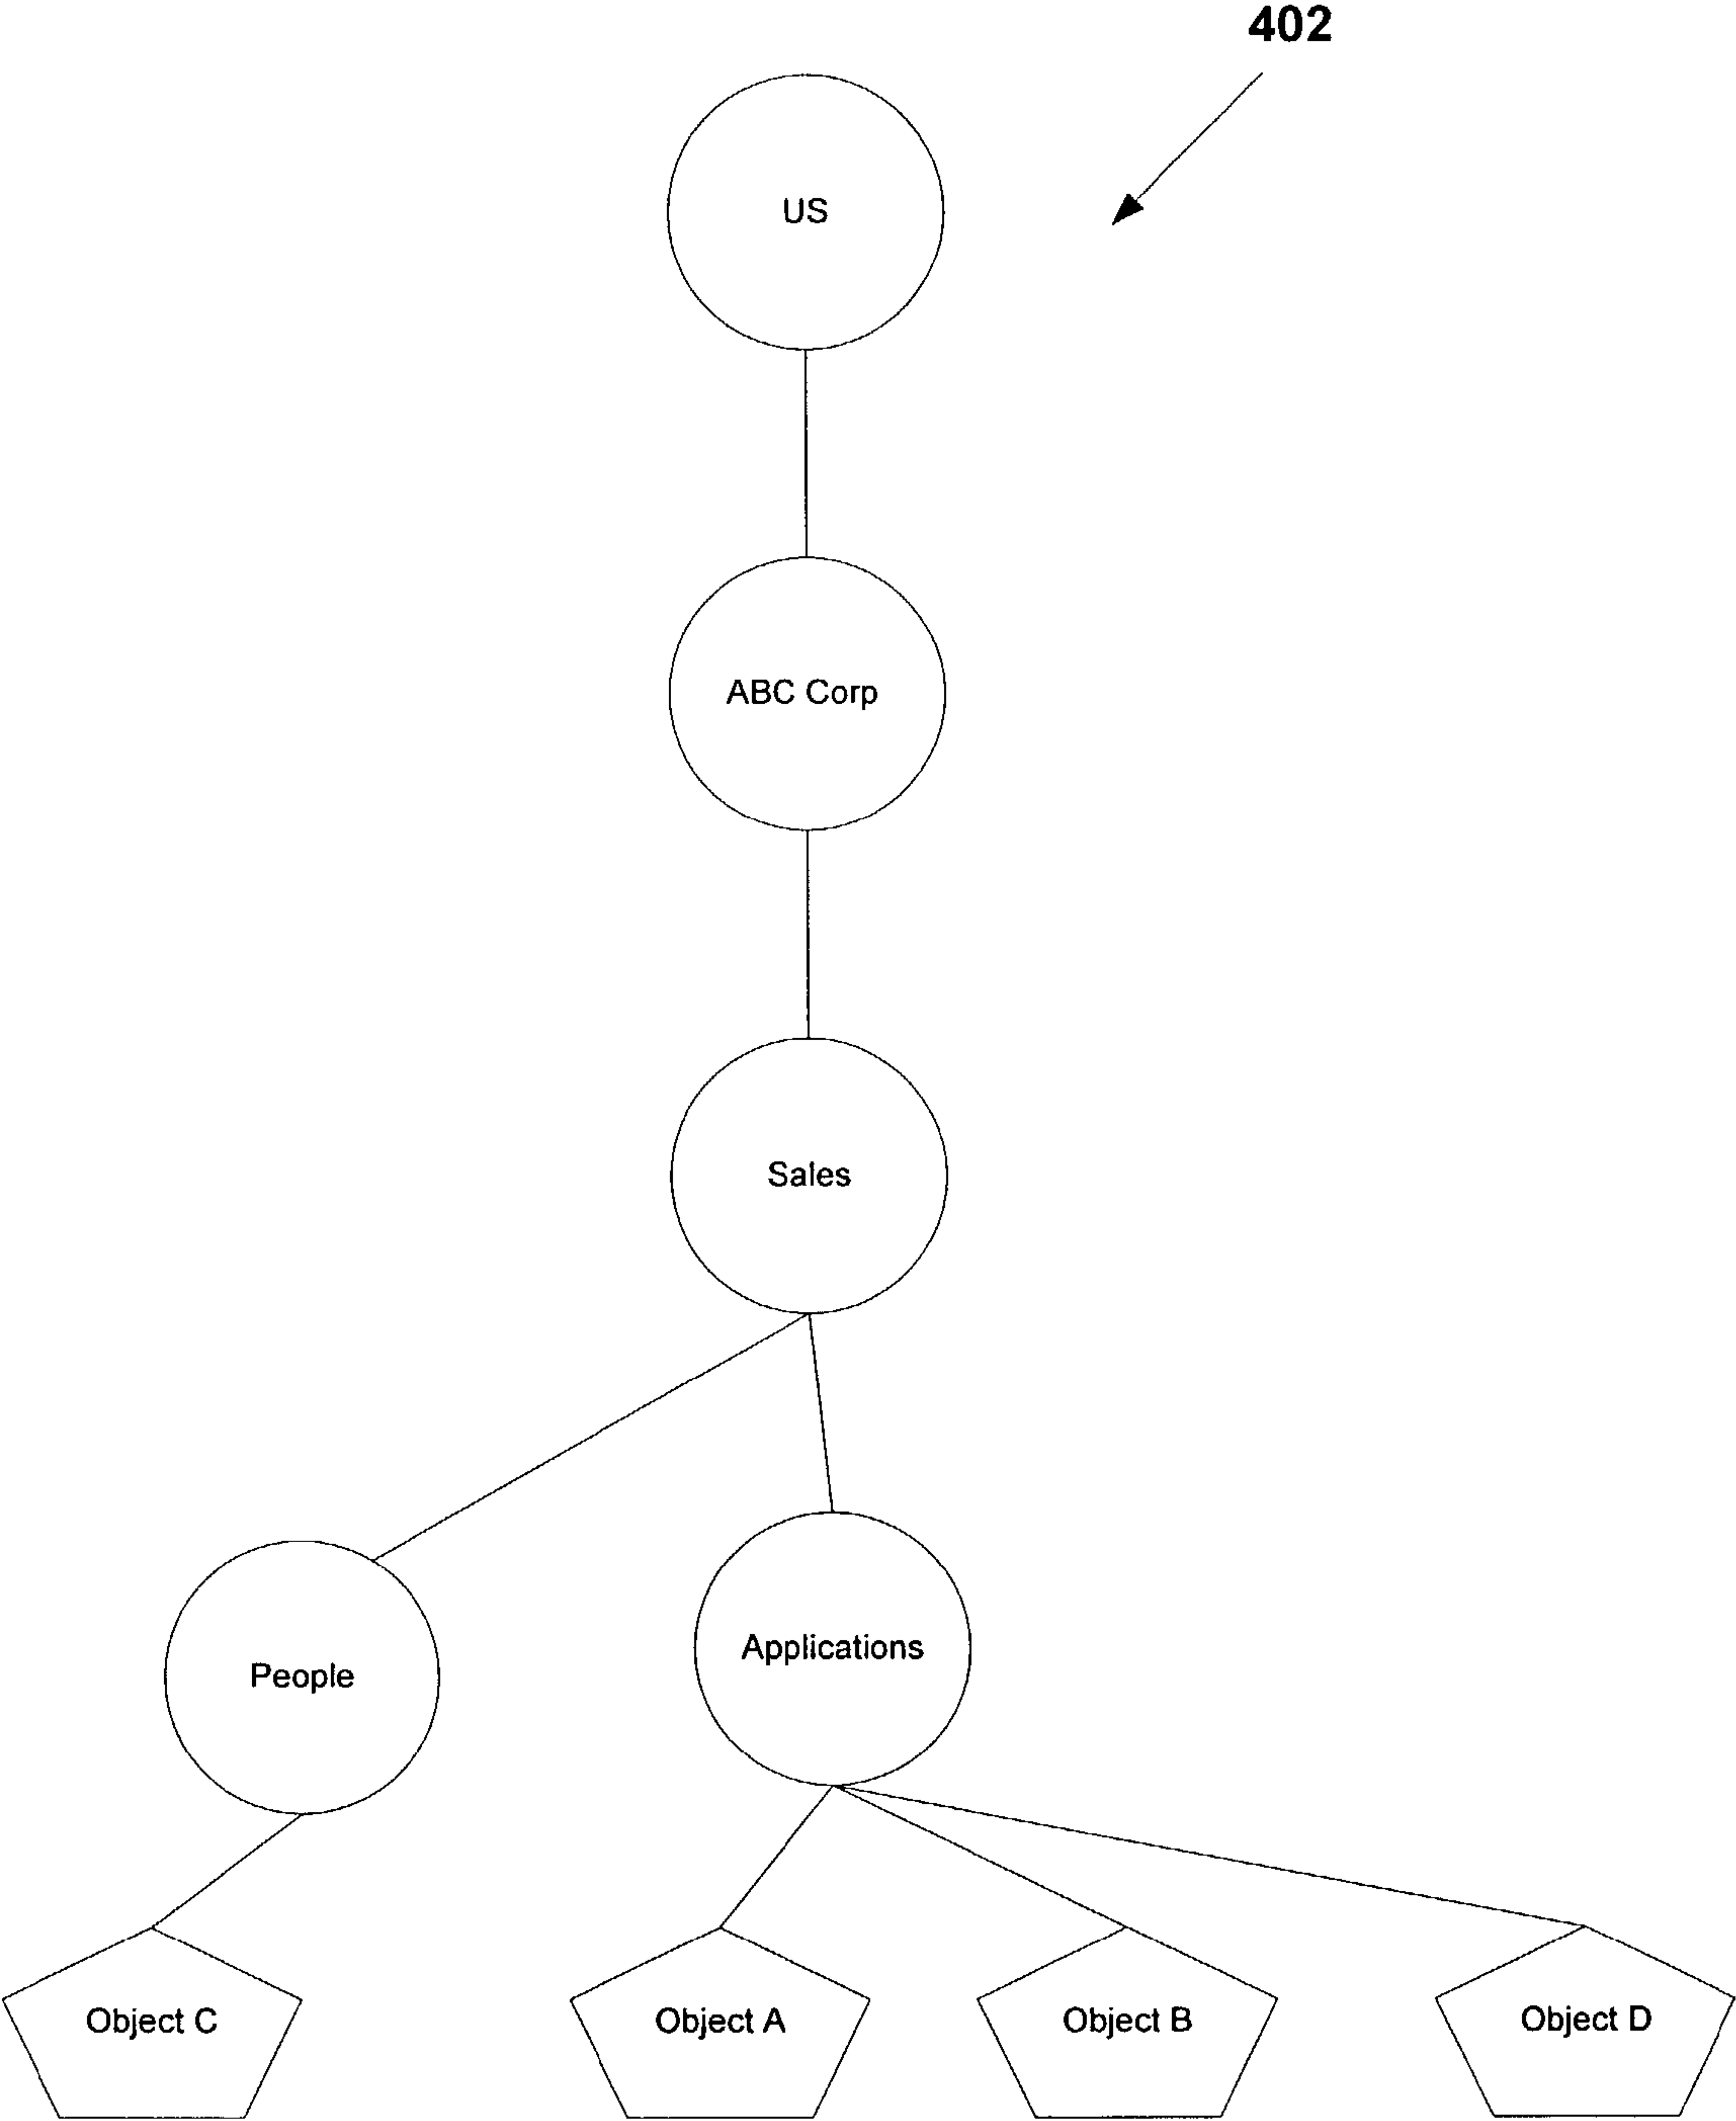 402
US
ABC Corp
Sales
People
Applications
Object C
Object A
Object B
Object D